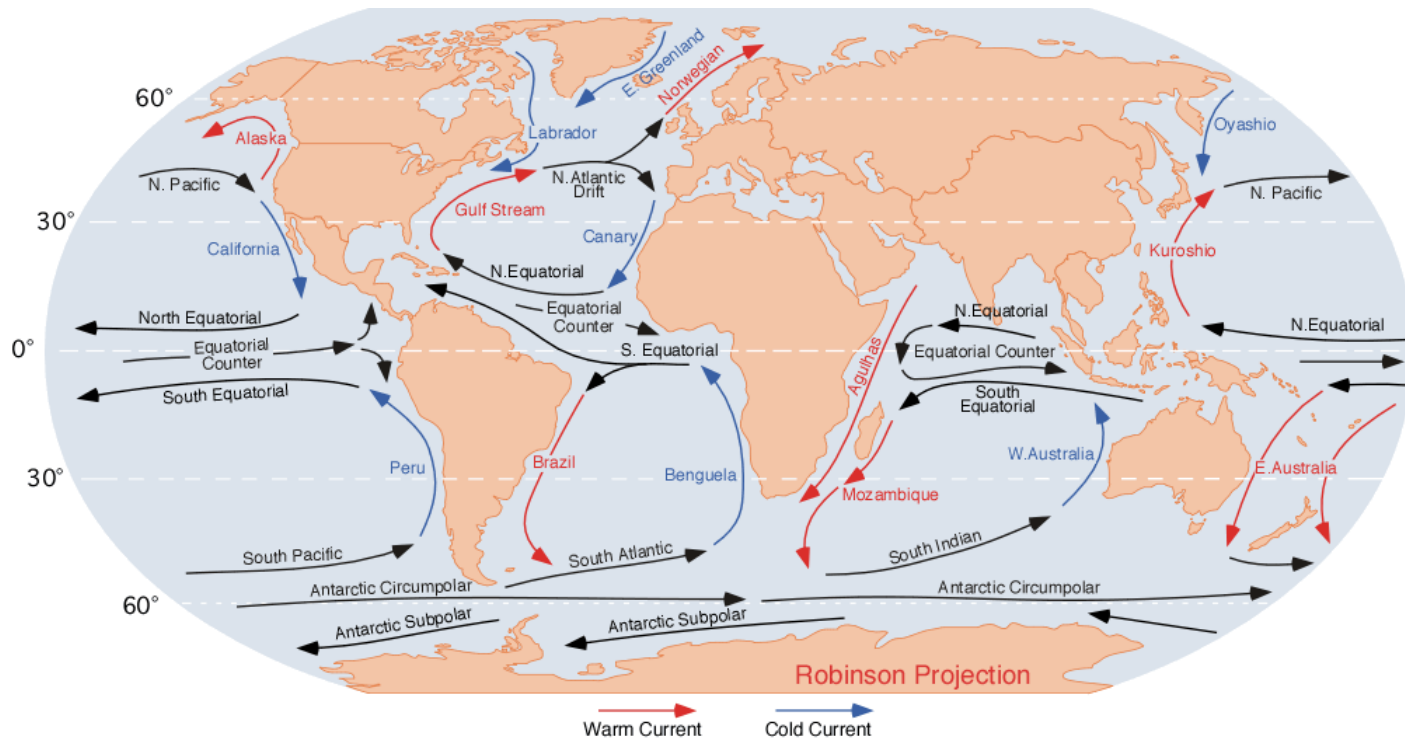 E. Greenland
Norwegian
60°
Alaska
Labrador
Oyashio
N. Pacific
N.Atlantic
Drift
N. Pacific
30°
Gulf Stream
California
Canary
Kuroshio
N.Equatorial
North Equatorial
Equatorial
Counter
N.Equatorial
N.Equatorial
0°
Equatorial
Counter
S. Equatorial
Equatorial Counter
Agulhas
South Equatorial
South
Equatorial
Peru
Brazil
Benguela
W.Australia
E.Australia
30°
Mozambique
South Pacific
South Atlantic
South Indian
Antarctic Circumpolar
Antarctic Circumpolar
60°
Antarctic Subpolar
Antarctic Subpolar
Robinson Projection
Warm Current
Cold Current